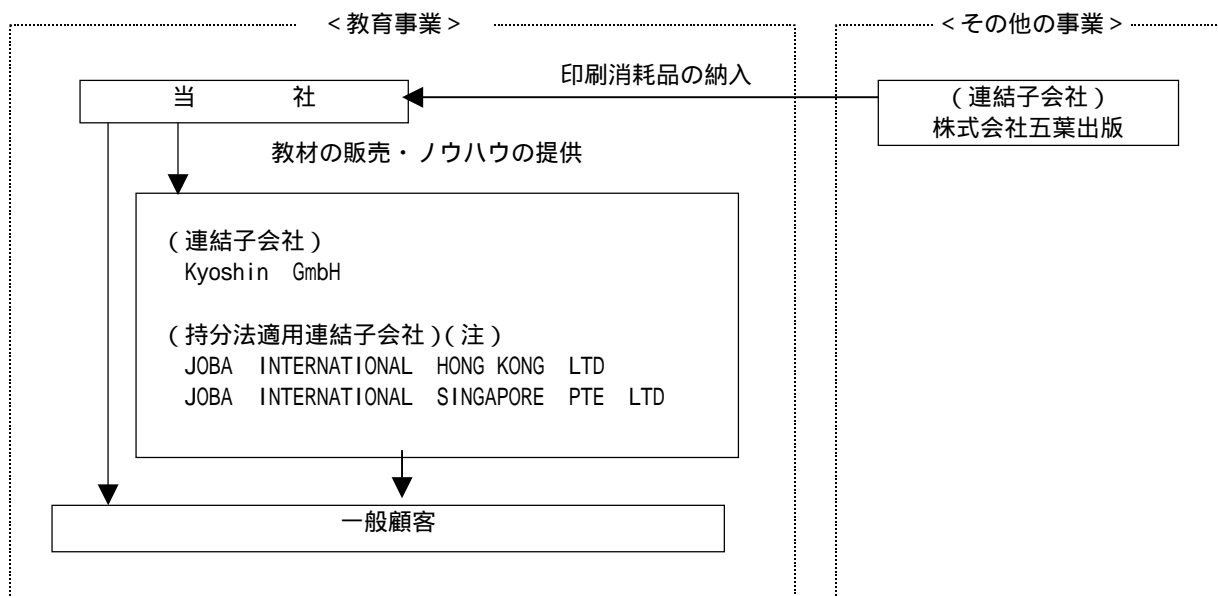 <教育事業>
<その他の事業>
印刷消耗品の納入
当 社
(連結子会社)
株式会社五葉出版
教材の販売・ノウハウの提供
(連結子会社)
Kyoshin GmbH
(持分法適用連結子会社)(注)
JOBA INTERNATIONAL HONG KONG LTD
JOBA INTERNATIONAL SINGAPORE PTE LTD
一般顧客